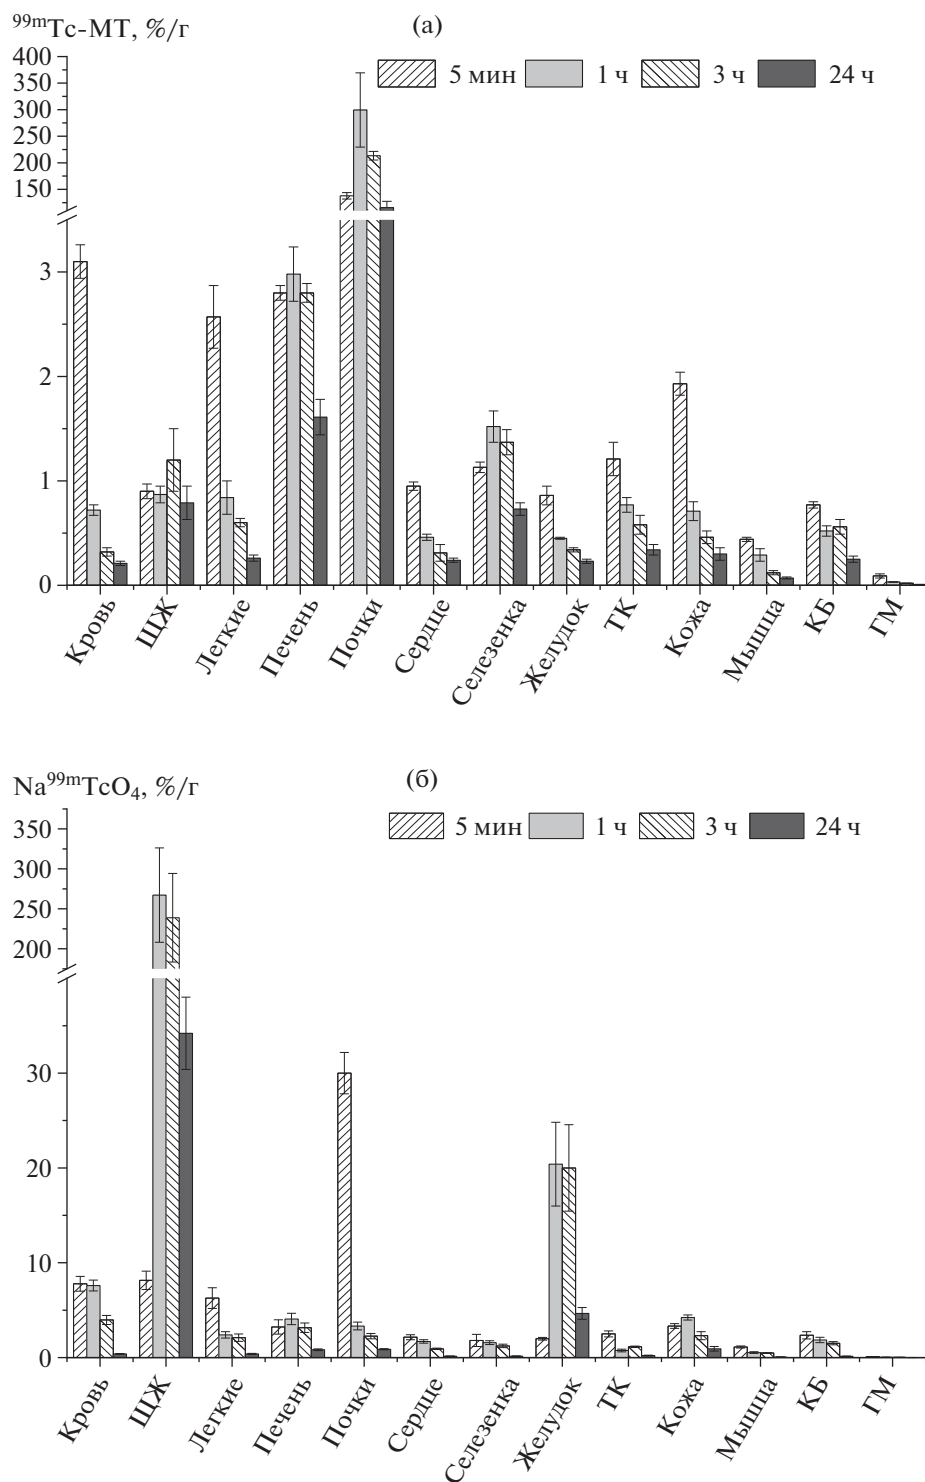 ⁹⁹ᵐTc-МТ, %/г
(а)
5 мин 1 ч 3 ч 24 ч
400
350
300
250
200
150
3
2
1
0
Кровь ЩЖ Легкие Печень Почки Сердце Селезенка Желудок ТК Кожа Мышца КБ ГМ
Na⁹⁹ᵐTcO₄, %/г
(б)
5 мин 1 ч 3 ч 24 ч
350
300
250
200
30
20
10
0
Кровь ЩЖ Легкие Печень Почки Сердце Селезенка Желудок ТК Кожа Мышца КБ ГМ